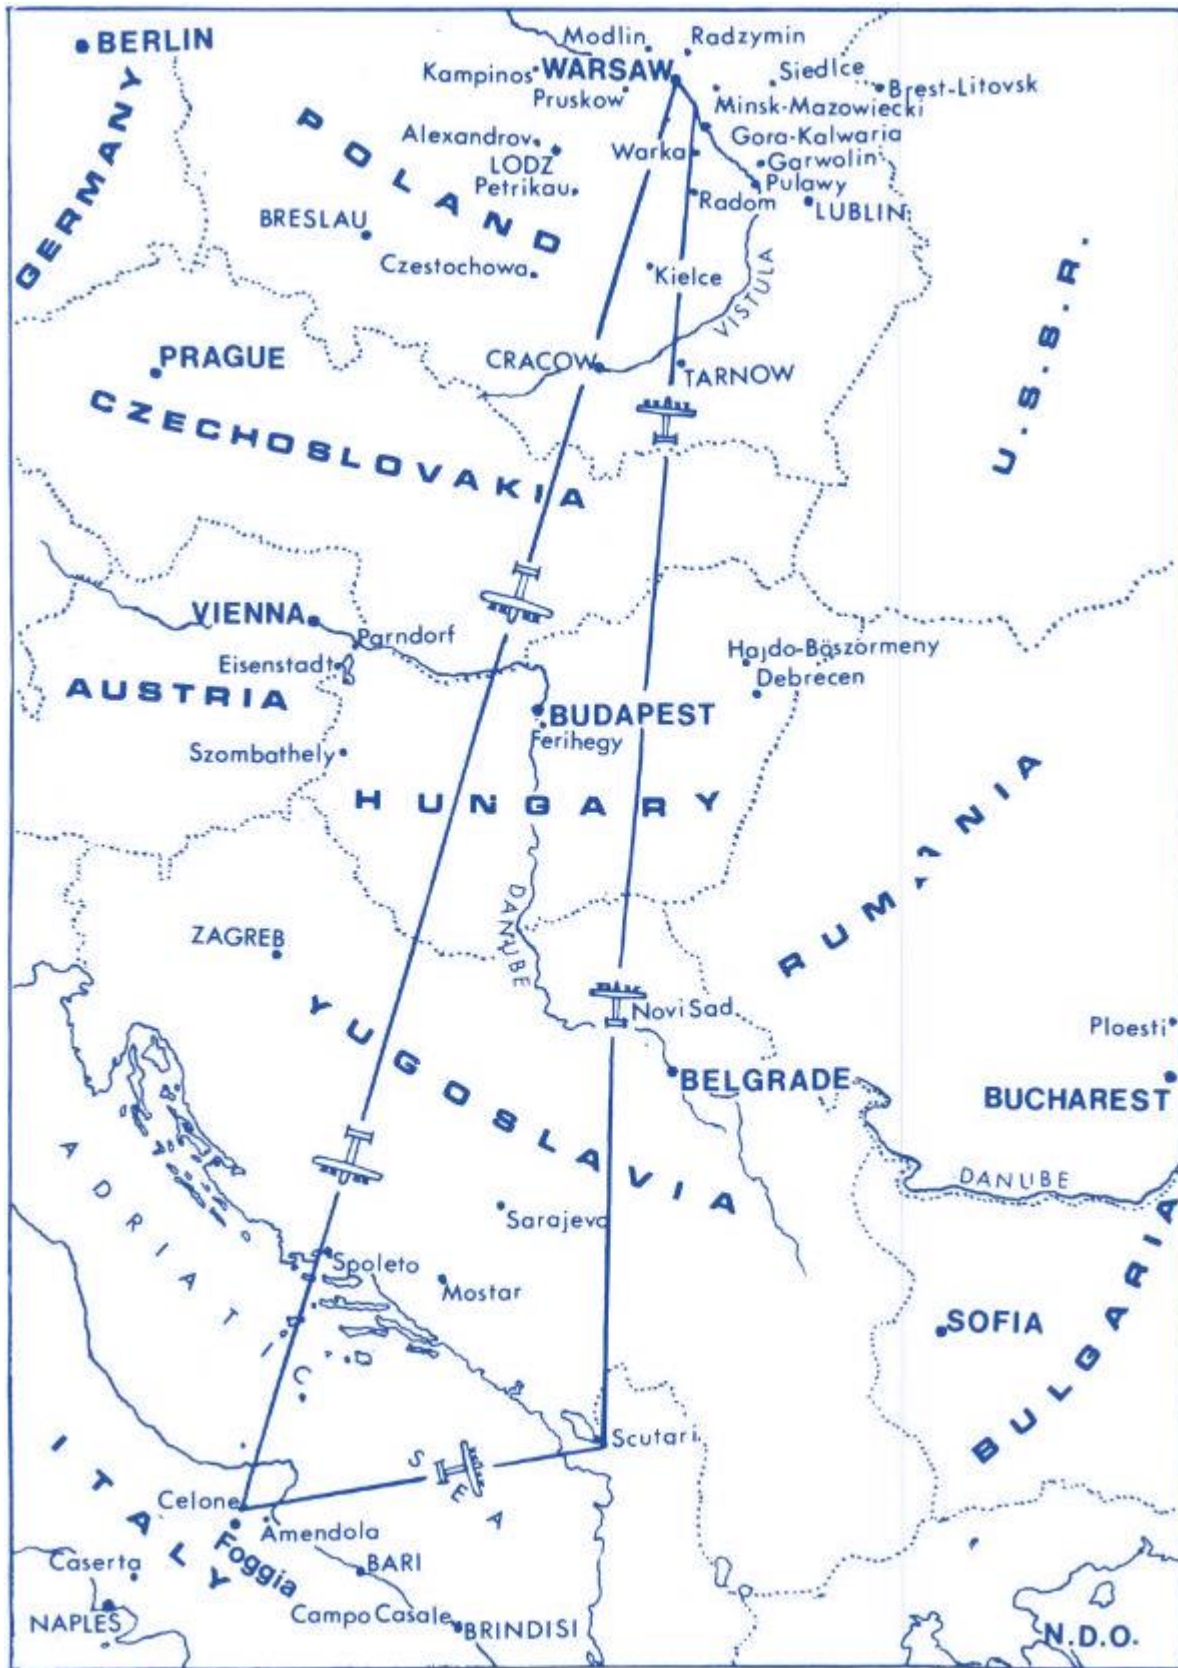 BERLIN
Modlin
Radzymin
Kampinos
WARSAW
Siedlce
Brest-Litovsk
Pruskow
Minsk-Mazowiecki
GERMANY
POLAND
Alexandrov
Gora-Kalwaria
LODZ
Warka
Garwolin
Petrikau
Pulawy
BRESLAU
Radom
LUBLIN
Czestochowa
Kielce
VISTULA
U.S.S.R.
PRAGUE
CRACOW
TARNOW
CZECHOSLOVAKIA
VIENNA
Parndorf
Eisenstadt
Hajdo-Böszormeny
Debrecen
AUSTRIA
BUDAPEST
Ferihegy
Szombathely
HUNGARY
RUMANIA
DANUBE
ZAGREB
YUGOSLAVIA
Novi Sad
Ploesti
BELGRADE
BUCHAREST
ADRIATIC
DANUBE
Sarajevo
Spoleto
Mostar
SOFIA
BULGARIA
Scutari
SEA
ITALY
Celone
Amendola
Foggia
Caserta
BARI
NAPLES
Campo Casale
BRINDISI
N.D.O.